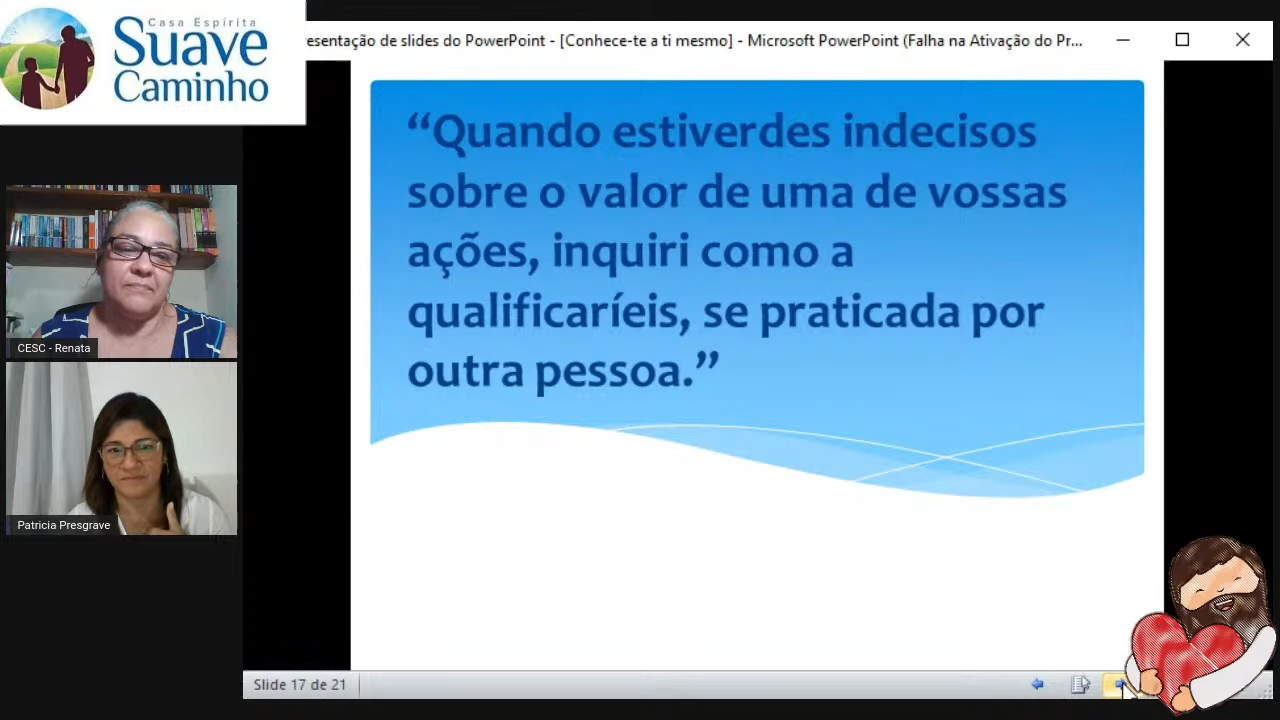 Casa Espírita
Suave
Caminho
resentação de slides do PowerPoint - [Conhece-te a ti mesmo] - Microsoft PowerPoint (Falha na Ativação do Pr...
“Quando estiverdes indecisos
sobre o valor de uma de vossas
ações, inquiri como a
qualificaríeis, se praticada por
outra pessoa.”
CESC - Renata
Patricia Presgrave
Slide 17 de 21